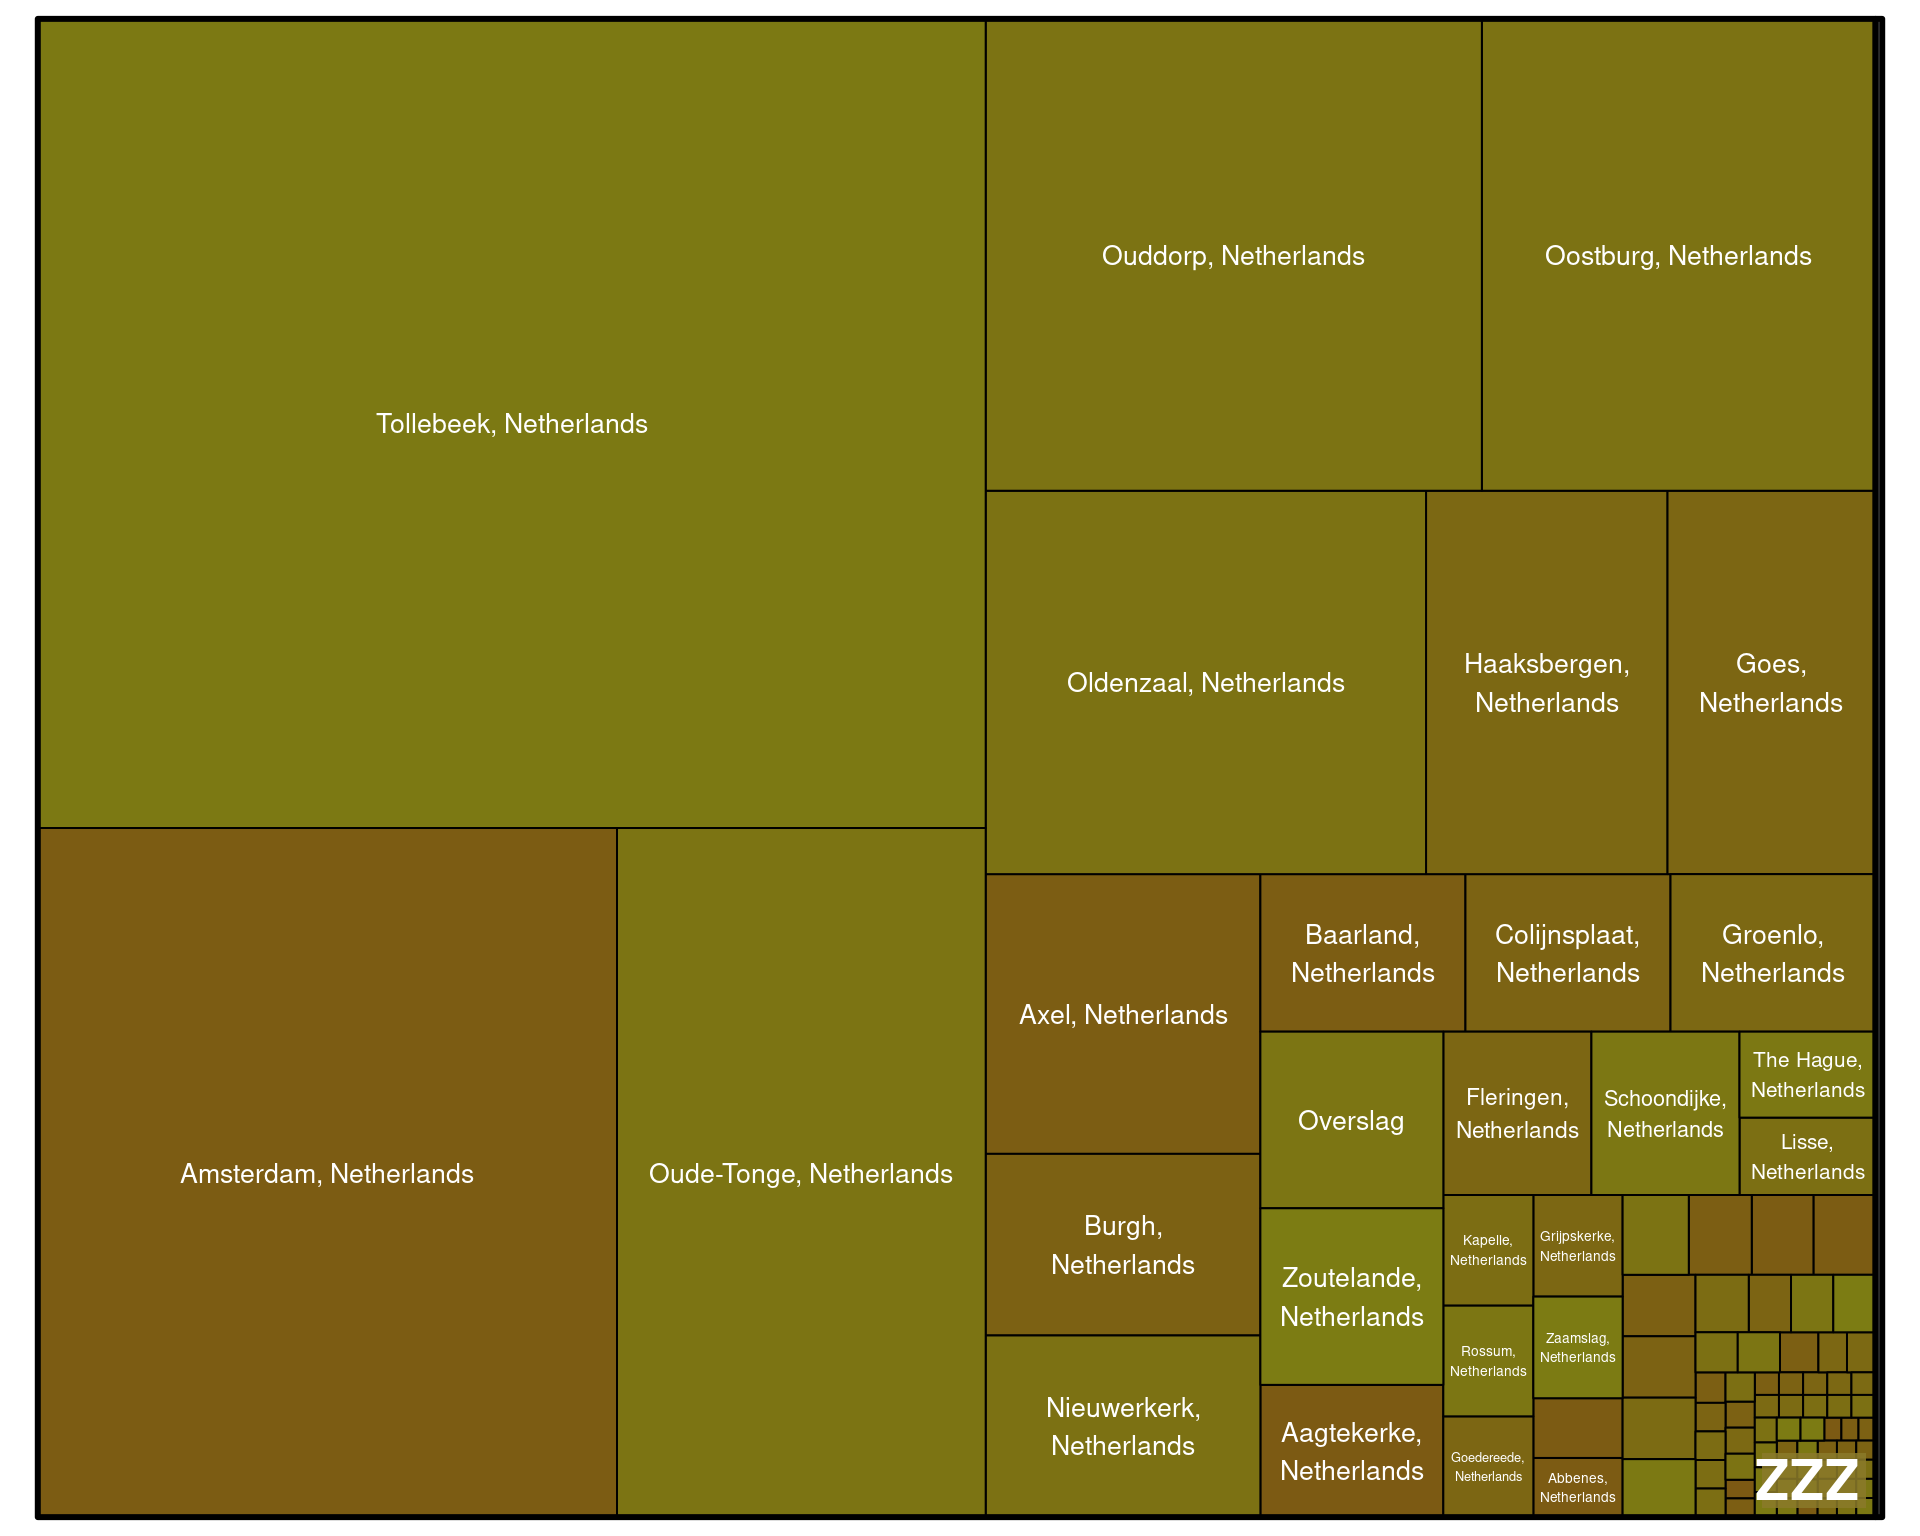 Tollebeek, Netherlands
Ouddorp, Netherlands
Oostburg, Netherlands
Oldenzaal, Netherlands
Haaksbergen,
Netherlands
Goes,
Netherlands
Amsterdam, Netherlands
Oude-Tonge, Netherlands
Axel, Netherlands
Baarland,
Netherlands
Colijnsplaat,
Netherlands
Groenlo,
Netherlands
Burgh,
Netherlands
Nieuwerkerk,
Netherlands
Overslag
Zoutelande,
Netherlands
Aagtekerke,
Netherlands
Fleringen,
Netherlands
Schoondijke,
Netherlands
The Hague,
Netherlands
Lisse,
Netherlands
Kapelle,
Netherlands
Grijpskerke,
Netherlands
Rossum,
Netherlands
Zaamslag,
Netherlands
Goedereede,
Netherlands
Abbenes,
Netherlands
ZZZ